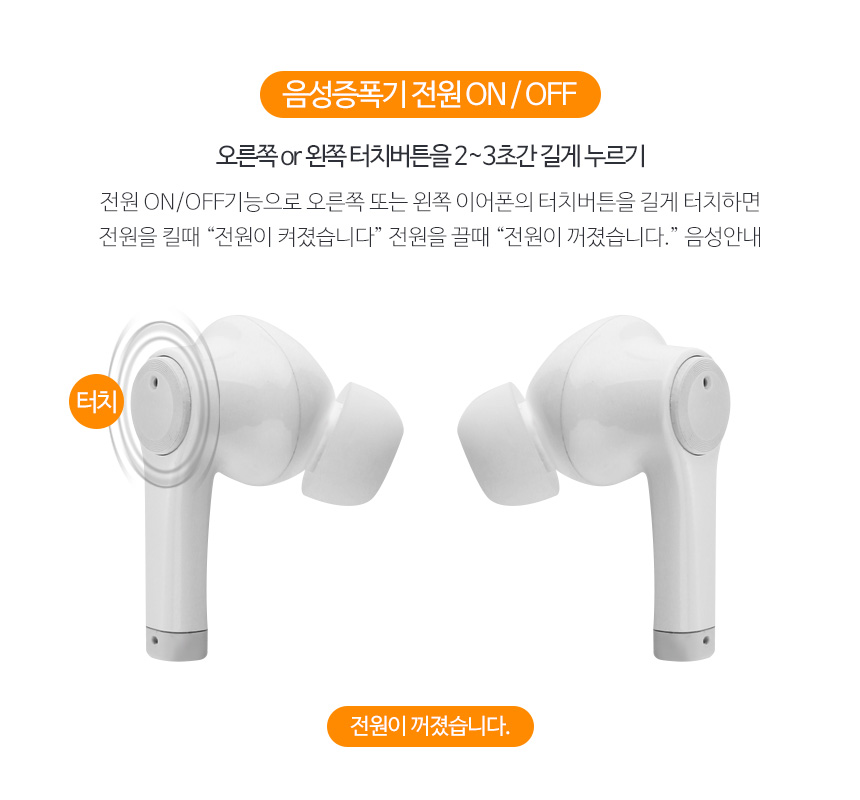 음성증폭기 전원 ON / OFF
오른쪽 or 왼쪽 터치버튼을 2~3초간 길게 누르기
전원 ON/OFF기능으로 오른쪽 또는 왼쪽 이어폰의 터치버튼을 길게 터치하면
전원을 킬때 “전원이 켜졌습니다” 전원을 끌때 “전원이 꺼졌습니다.” 음성안내
터치
전원이 꺼졌습니다.